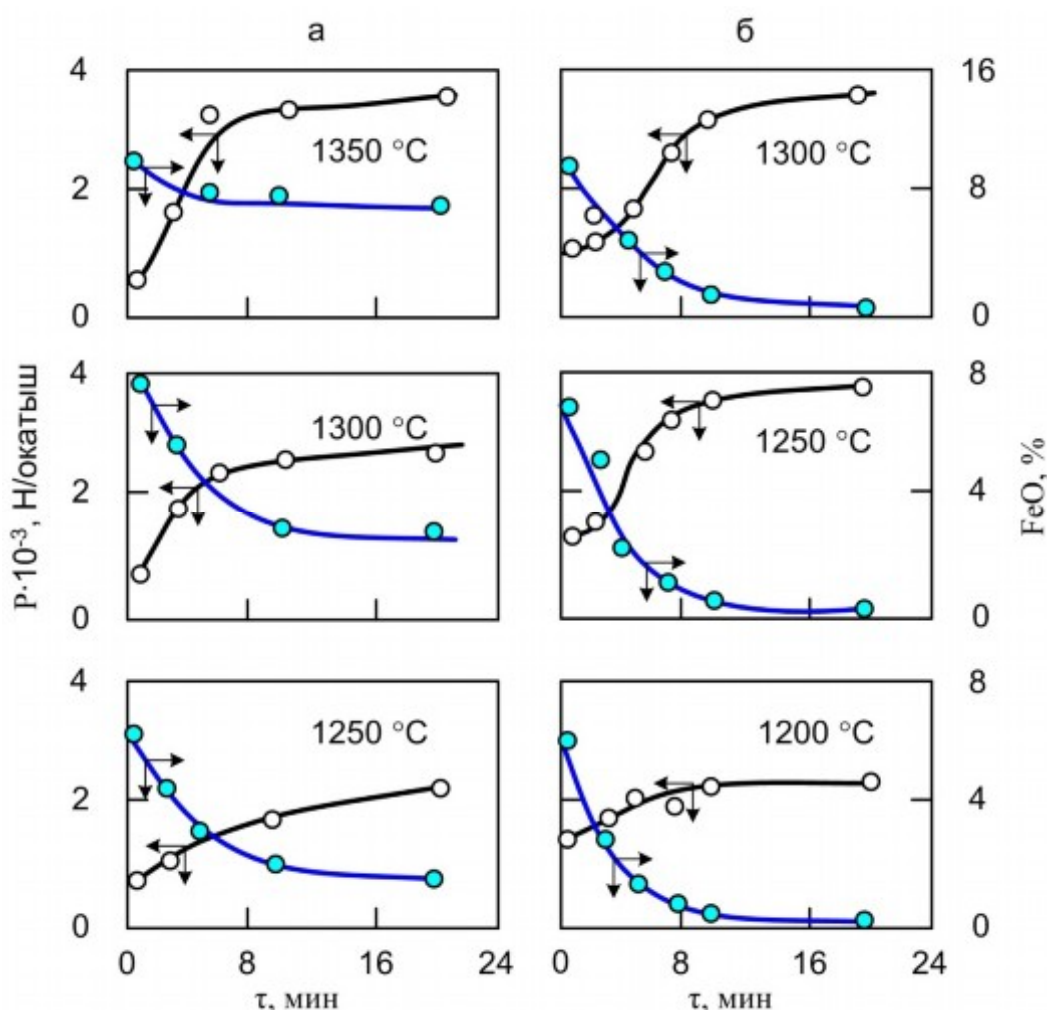 а б
4 16
1350 °C 1300 °C
2 8
0 0
P·10-3, Н/окатыш
4 8
1300 °C 1250 °C
2 4
0 0
FeO, %
4 8
1250 °C 1200 °C
2 4
0 0
0 8 16 24 0 8 16 24
τ, мин τ, мин